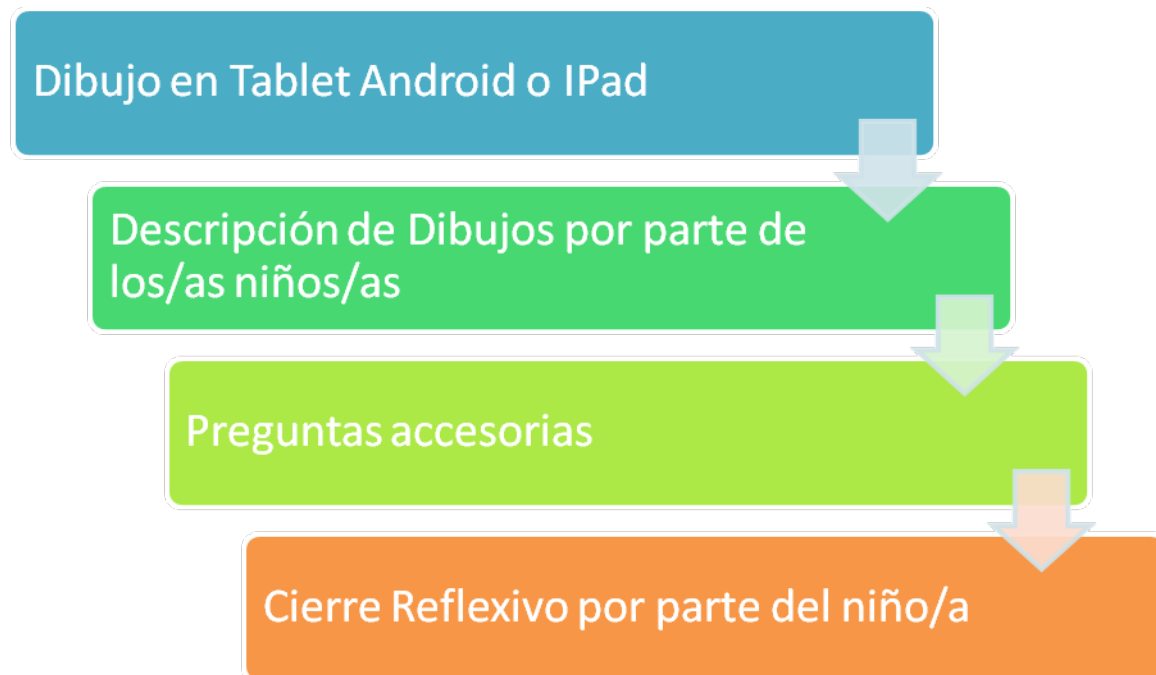 Dibujo en Tablet Android o IPad
Descripción de Dibujos por parte de
los/as niños/as
Preguntas accesorias
Cierre Reflexivo por parte del niño/a